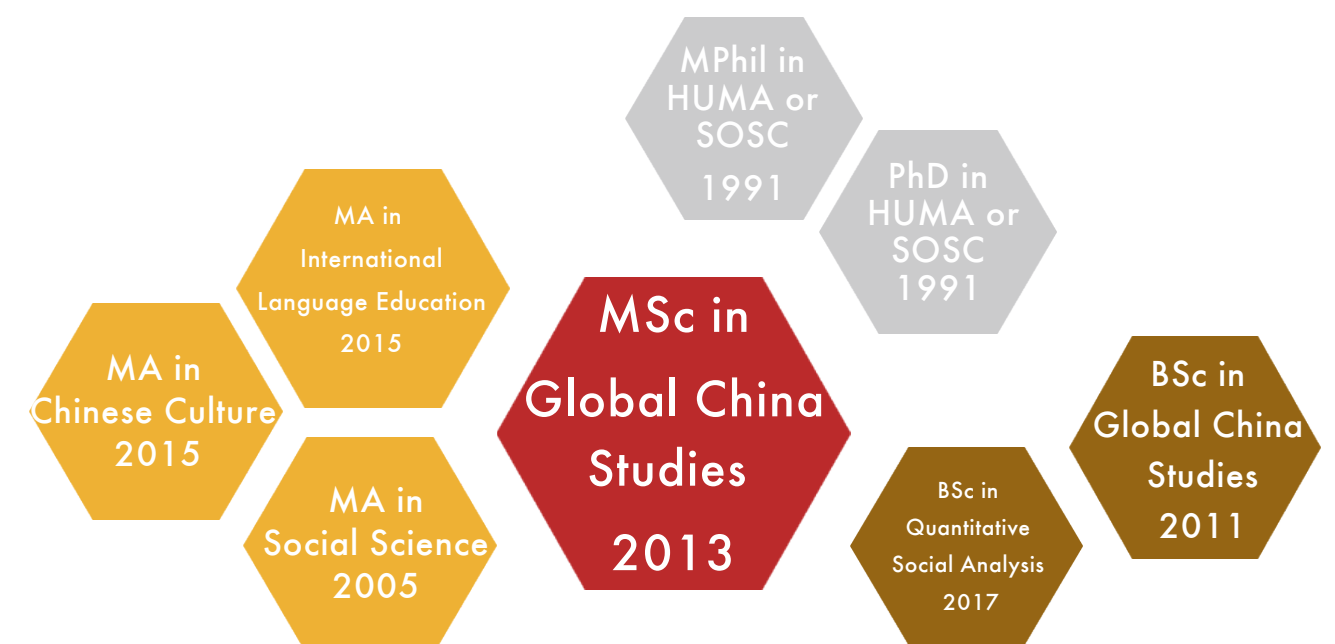 MPhil in
HUMA or
SOSC
1991
PhD in
HUMA or
SOSC
1991
MA in
International
Language Education
2015
MA in
Chinese Culture
2015
MA in
Social Science
2005
MSc in
Global China
Studies
2013
BSc in
Global China
Studies
2011
BSc in
Quantitative
Social Analysis
2017